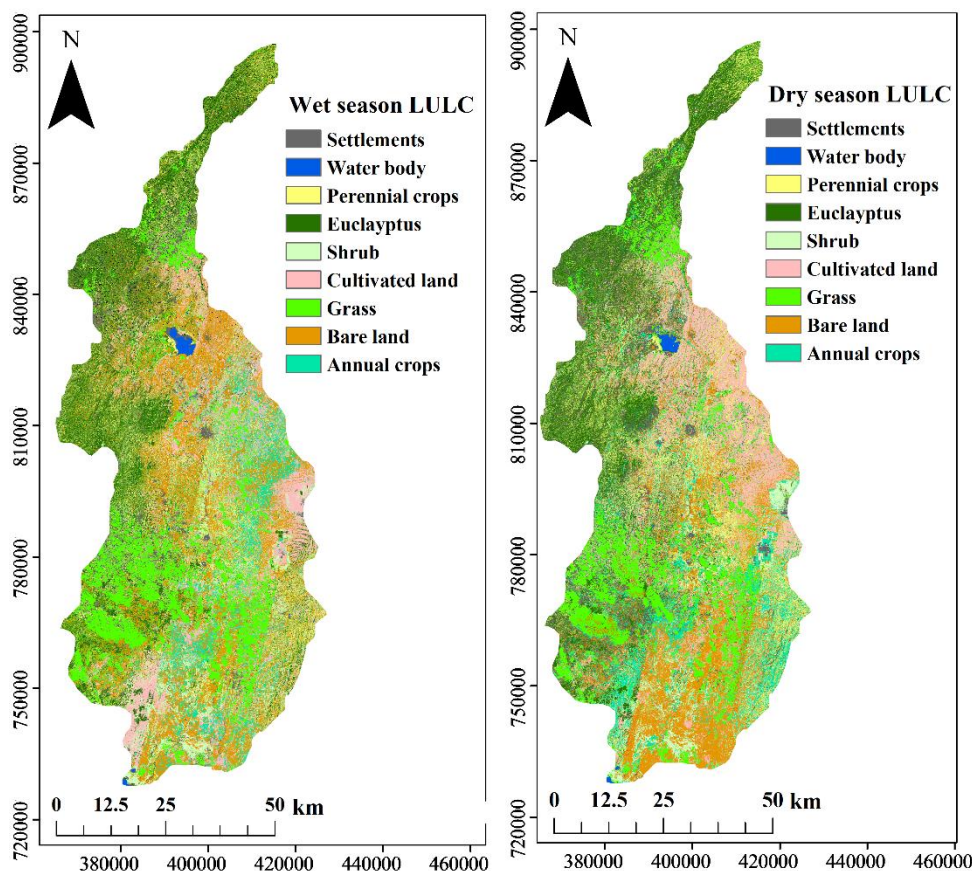 N
Wet season LULC
Settlements
Water body
Perennial crops
Euclayptus
Shrub
Cultivated land
Grass
Bare land
Annual crops
900000
870000
840000
810000
780000
750000
720000
0 12.5 25 50 km
380000 400000 420000 440000 460000
N
Dry season LULC
Settlements
Water body
Perennial crops
Euclayptus
Shrub
Cultivated land
Grass
Bare land
Annual crops
900000
870000
840000
810000
780000
750000
720000
0 12.5 25 50 km
380000 400000 420000 440000 460000